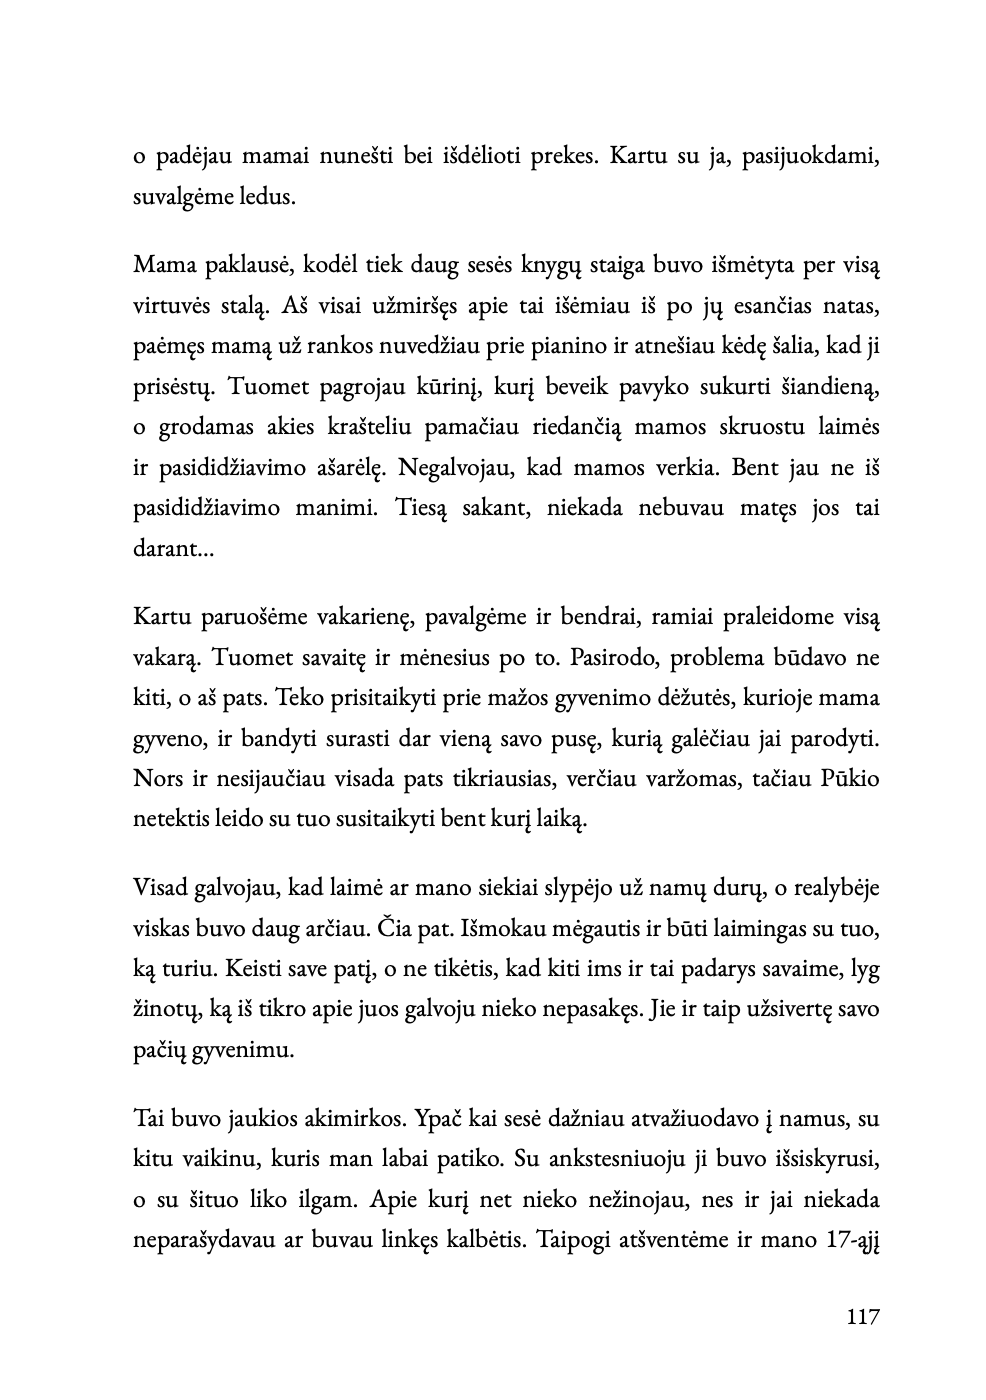 o padėjau mamai nunešti bei išdėlioti prekes. Kartu su ja, pasijuokdami,
suvalgėme ledus.
Mama paklausė, kodėl tiek daug sesės knygų staiga buvo išmėtyta per visą
virtuvės stalą. Aš visai užmiršęs apie tai išėmiau iš po jų esančias natas,
paėmęs mamą už rankos nuvedžiau prie pianino ir atnešiau kėdę šalia, kad ji
prisėstų. Tuomet pagrojau kūrinį, kurį beveik pavyko sukurti šiandieną,
o grodamas akies krašteliu pamačiau riedančią mamos skruostu laimės
ir pasididžiavimo ašarėlę. Negalvojau, kad mamos verkia. Bent jau ne iš
pasididžiavimo manimi. Tiesą sakant, niekada nebuvau matęs jos tai
darant...
Kartu paruošėme vakarienę, pavalgėme ir bendrai, ramiai praleidome visą
vakarą. Tuomet savaitę ir mėnesius po to. Pasirodo, problema būdavo ne
kiti, o aš pats. Teko prisitaikyti prie mažos gyvenimo dėžutės, kurioje mama
gyveno, ir bandyti surasti dar vieną savo pusę, kurią galėčiau jai parodyti.
Nors ir nesijaučiau visada pats tikriausias, verčiau varžomas, tačiau Pūkio
netektis leido su tuo susitaikyti bent kurį laiką.
Visad galvojau, kad laimė ar mano siekiai slypėjo už namų durų, o realybėje
viskas buvo daug arčiau. Čia pat. Išmokau mėgautis ir būti laimingas su tuo,
ką turiu. Keisti save patį, o ne tikėtis, kad kiti ims ir tai padarys savaime, lyg
žinotų, ką iš tikro apie juos galvoju nieko nepasakęs. Jie ir taip užsivertę savo
pačių gyvenimu.
Tai buvo jaukios akimirkos. Ypač kai sesė dažniau atvažiuodavo į namus, su
kitu vaikinu, kuris man labai patiko. Su ankstesniuoju ji buvo išsiskyrusi,
o su šituo liko ilgam. Apie kurį net nieko nežinojau, nes ir jai niekada
neparašydavau ar buvau linkęs kalbėtis. Taipogi atšventėme ir mano 17-ąjį
117